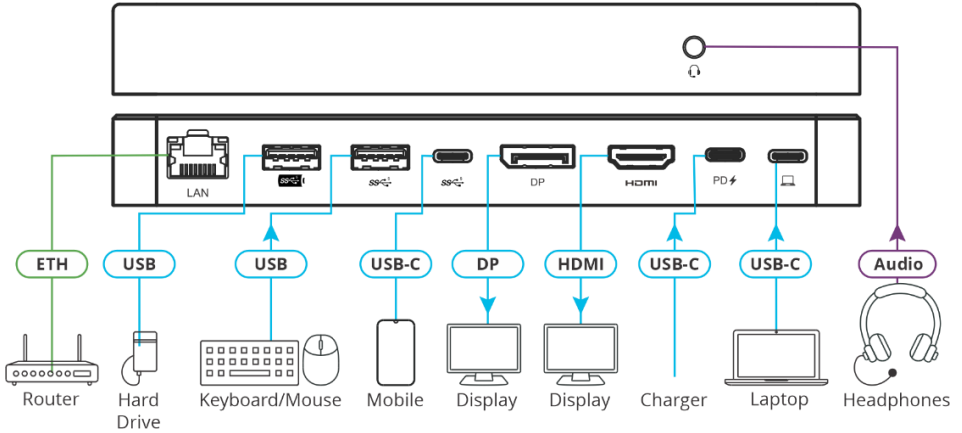 LAN
SS
SS
SS
DP
HDMI
PD
ETH
USB
USB
USB-C
DP
HDMI
USB-C
USB-C
Audio
Router
Hard
Drive
Keyboard/Mouse
Mobile
Display
Display
Charger
Laptop
Headphones